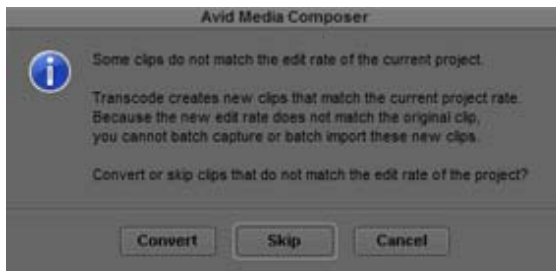 Avid Media Composer
Some clips do not match the edit rate of the current project.
Transcode creates new clips that match the current project rate.
Because the new edit rate does not match the original clip,
you cannot batch capture or batch import these new clips.
Convert or skip clips that do not match the edit rate of the project?
Convert Skip Cancel